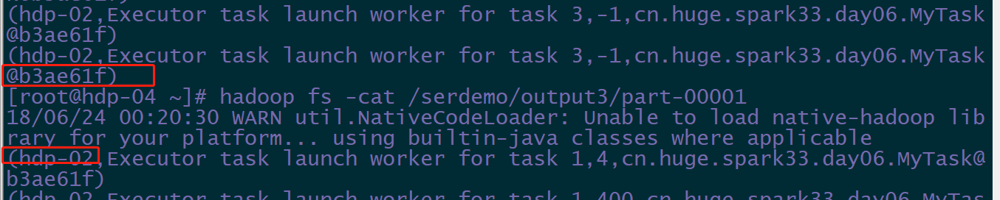 (hdp-02,Executor task launch worker for task 3,-1,cn.huge.spark33.day06.MyTask
@b3ae61f)
(hdp-02,Executor task launch worker for task 3,-1,cn.huge.spark33.day06.MyTask
@b3ae61f)
[root@hdp-04 ~]# hadoop fs -cat /serdemo/output3/part-00001
18/06/24 00:20:30 WARN util.NativeCodeLoader: Unable to load native-hadoop lib
rary for your platform... using builtin-java classes where applicable
(hdp-02,Executor task launch worker for task 1,4,cn.huge.spark33.day06.MyTask@
b3ae61f)
(hdp-02,Executor task launch worker for task 1,400,cn.huge.spark33.day06.MyTas